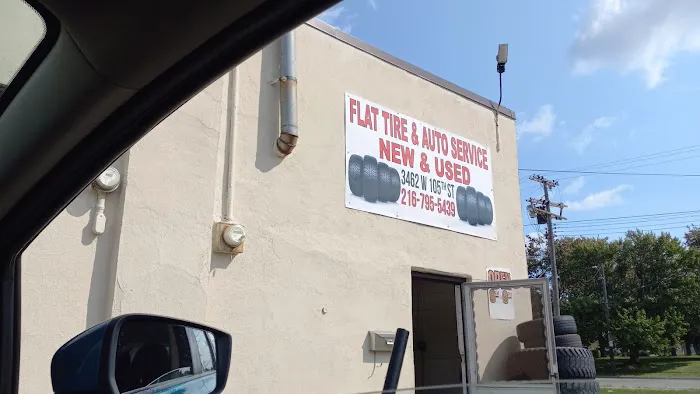 FLAT TIRE & AUTO SERVICE
NEW & USED
3462 W 105TH ST
216-795-5439
OPEN